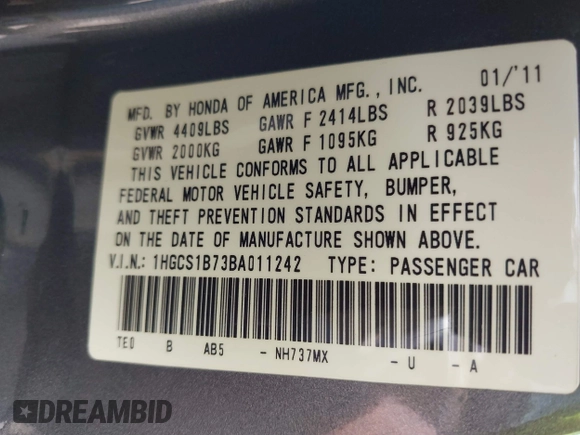 MFD. BY HONDA OF AMERICA MFG., INC. 01/'11
GVWR 4409LBS GAWR F 2414LBS R 2039LBS
GVWR 2000KG GAWR F 1095KG R 925KG
THIS VEHICLE CONFORMS TO ALL APPLICABLE
FEDERAL MOTOR VEHICLE SAFETY, BUMPER,
AND THEFT PREVENTION STANDARDS IN EFFECT
ON THE DATE OF MANUFACTURE SHOWN ABOVE.
V.I.N.: 1HGCS1B73BA011242 TYPE: PASSENGER CAR
TE0 B AB5 - NH737MX - U - A
DREAMBID